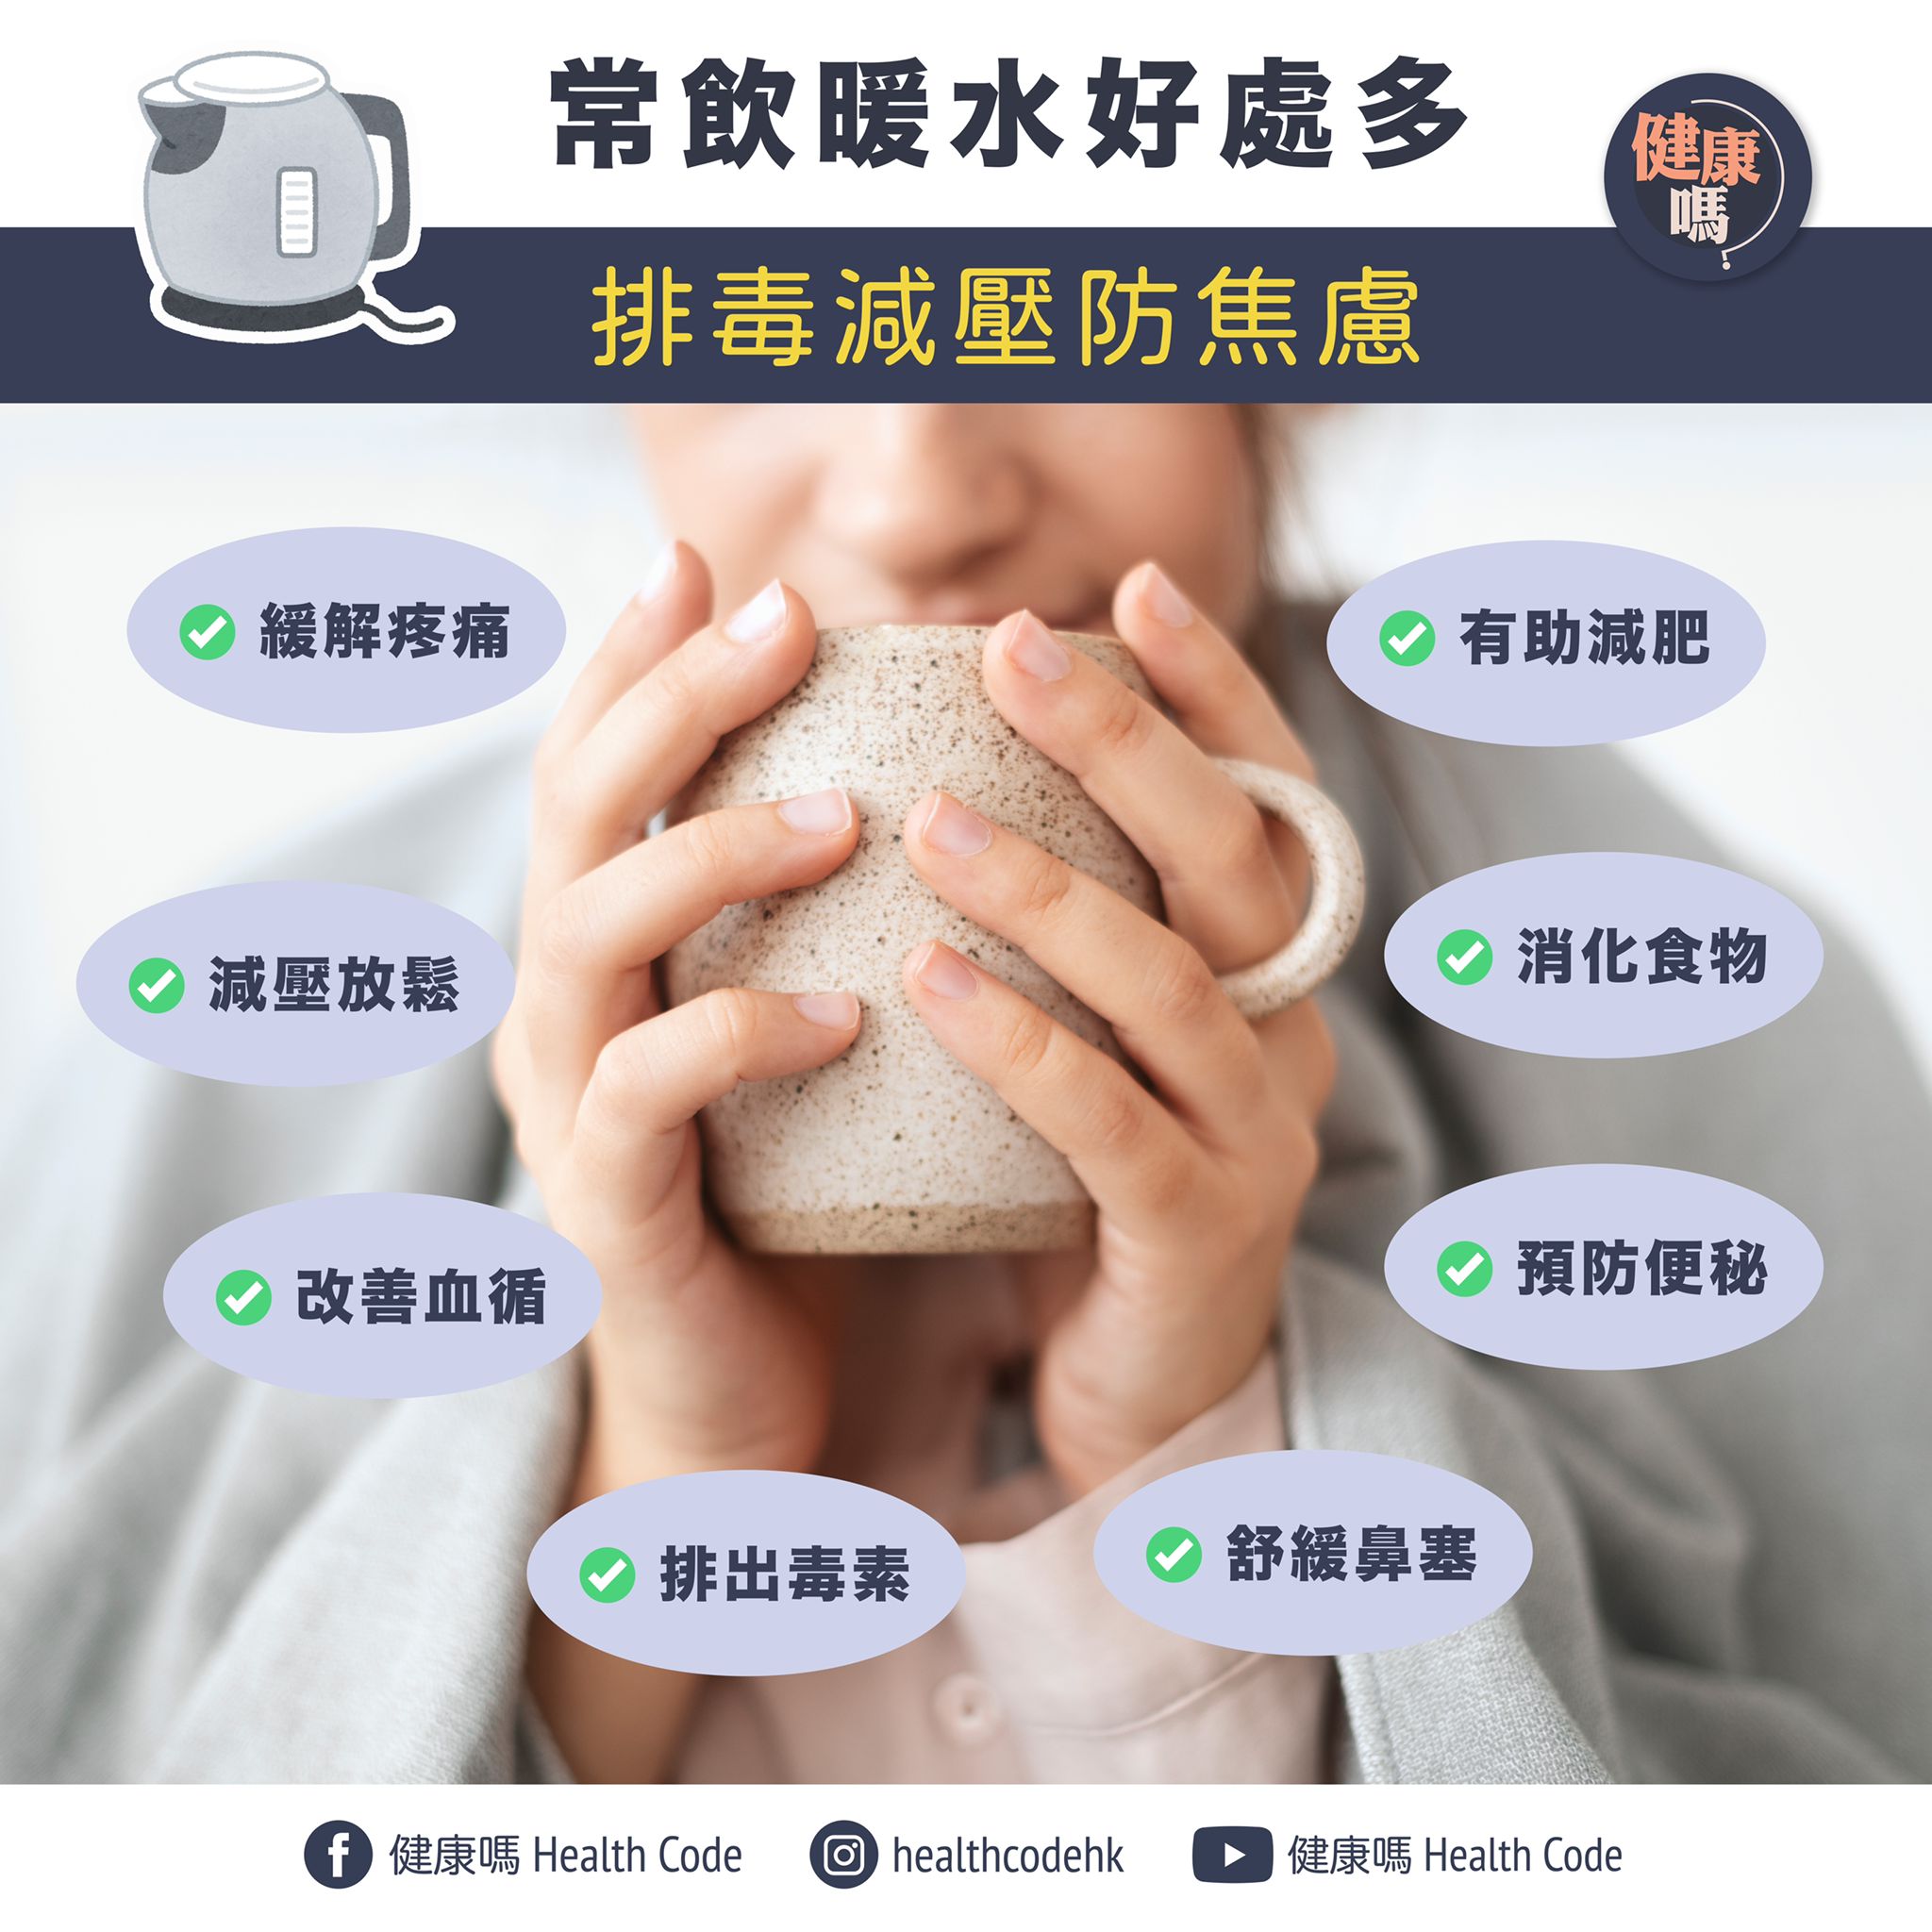 常飲暖水好處多
健康
嗎?
排毒減壓防焦慮
緩解疼痛
有助減肥
減壓放鬆
消化食物
改善血循
預防便秘
排出毒素
舒緩鼻塞
健康嗎 Health Code
healthcodehk
健康嗎 Health Code